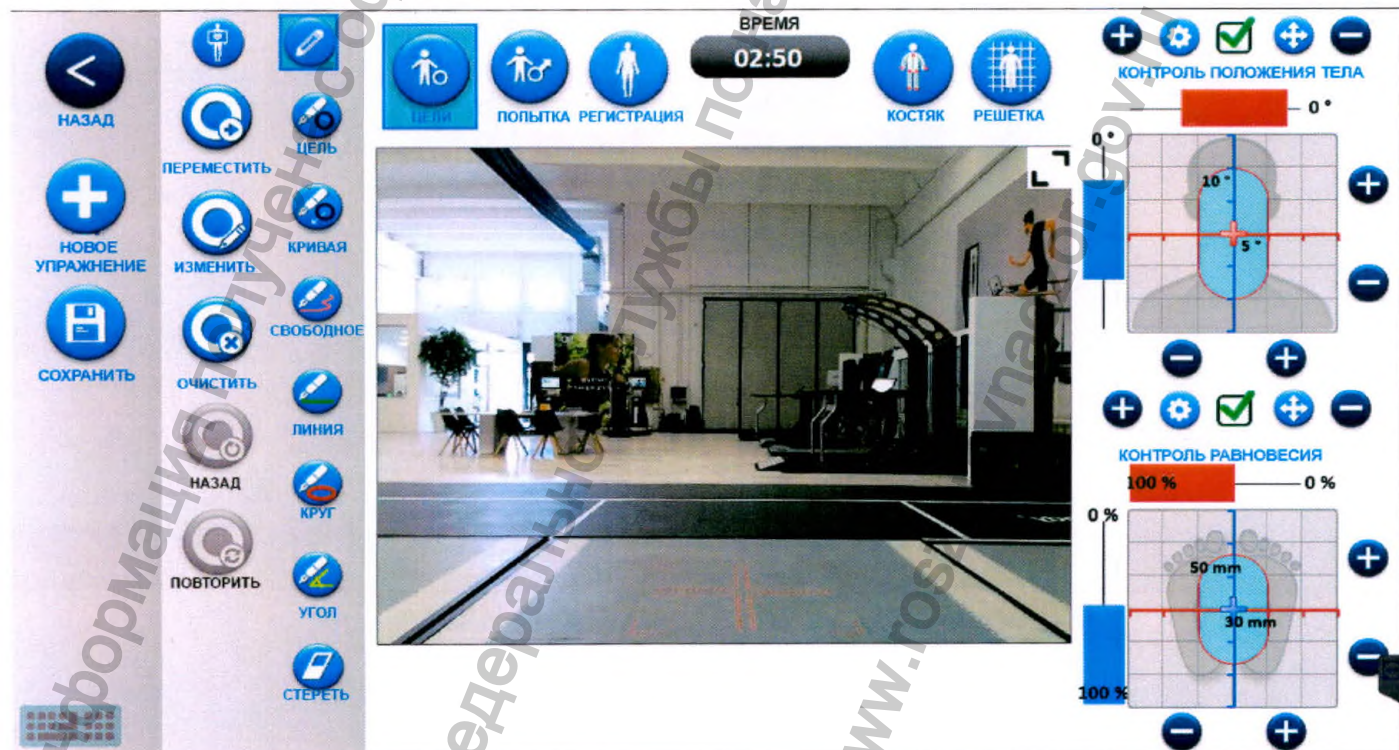 НАЗАД
НОВОЕ
УПРАЖНЕНИЕ
СОХРАНИТЬ
ПЕРЕМЕСТИТЬ
ИЗМЕНИТЬ
ОЧИСТИТЬ
НАЗАД
ПОВТОРИТЬ
ЦЕЛЬ
КРИВАЯ
СВОБОДНОЕ
ЛИНИЯ
КРУГ
УГОЛ
СТЕРЕТЬ
ЦЕЛИ
ПОПЫТКА
РЕГИСТРАЦИЯ
ВРЕМЯ
02:50
КОСТЯК
РЕШЕТКА
КОНТРОЛЬ ПОЛОЖЕНИЯ ТЕЛА
0 °
0 °
10 °
5 °
КОНТРОЛЬ РАВНОВЕСИЯ
100 %
0 %
0 %
50 mm
30 mm
100 %